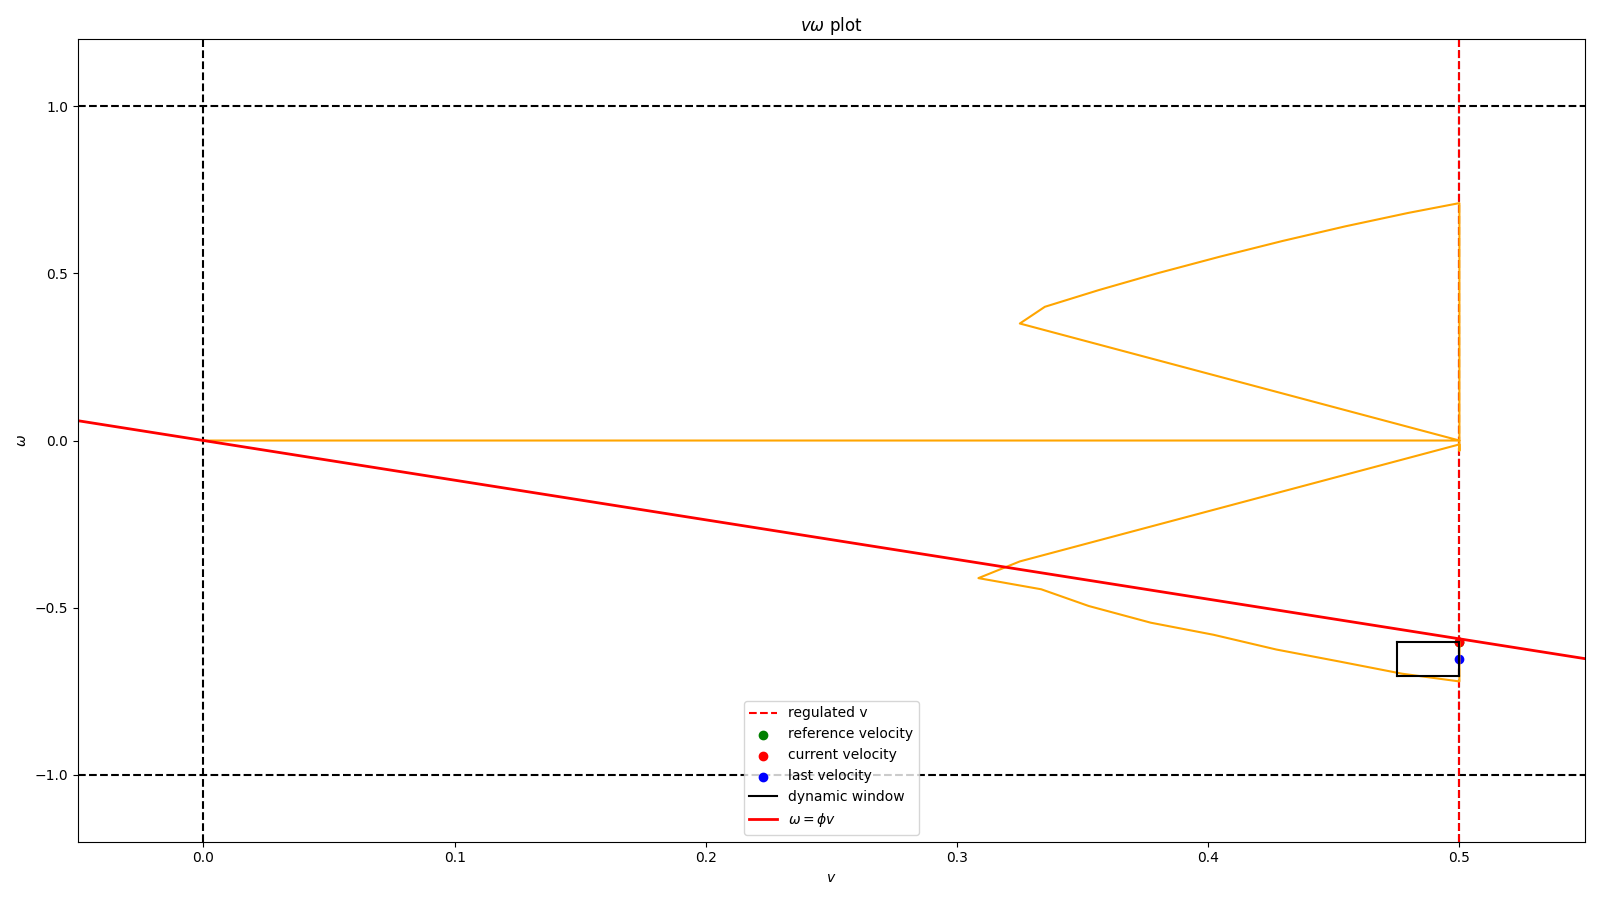 vω plot
1.0
0.5
0.0
−0.5
−1.0
ω
0.0 0.1 0.2 0.3 0.4 0.5
v
regulated v
reference velocity
current velocity
last velocity
dynamic window
ω = ϕv